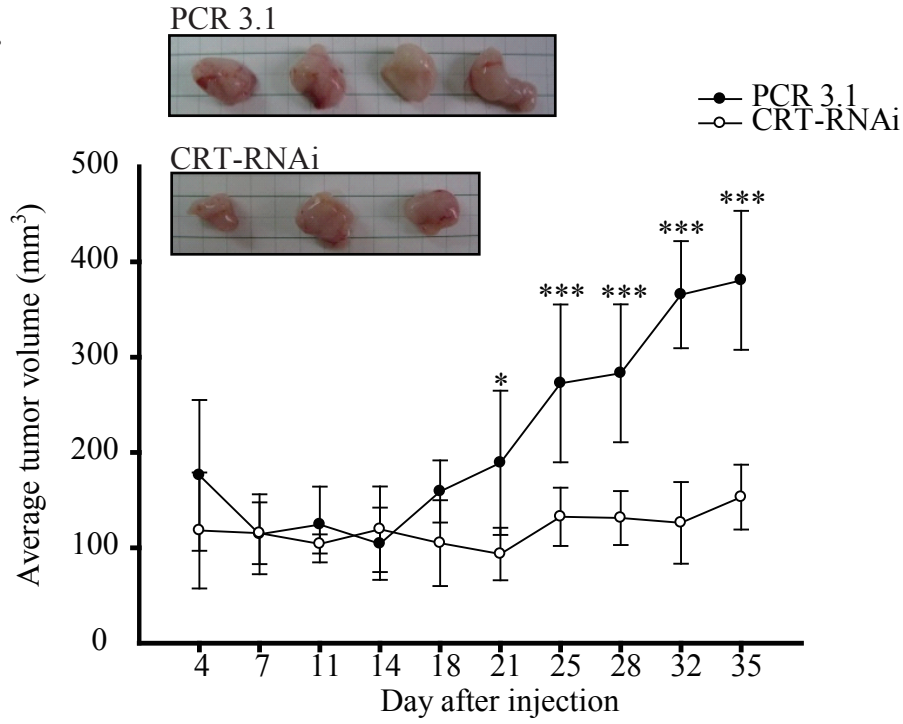 PCR 3.1
PCR 3.1
CRT-RNAi
CRT-RNAi
500
400
300
200
100
0
Average tumor volume (mm³)
***
***
***
***
*
4 7 11 14 18 21 25 28 32 35
Day after injection